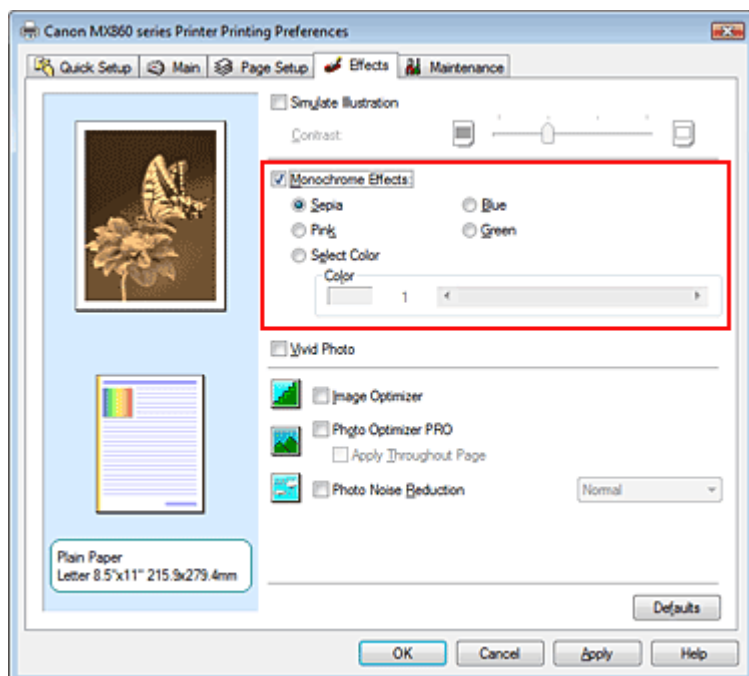 Canon MX860 series Printer Printing Preferences
Quick Setup Main Page Setup Effects Maintenance
Simulate Illustration
Contrast:
Monochrome Effects:
Sepia Blue
Pink Green
Select Color
Color
1
Vivid Photo
Image Optimizer
Photo Optimizer PRO
Apply Throughout Page
Photo Noise Reduction Normal
Plain Paper
Letter 8.5"x11" 215.9x279.4mm
Defaults
OK Cancel Apply Help